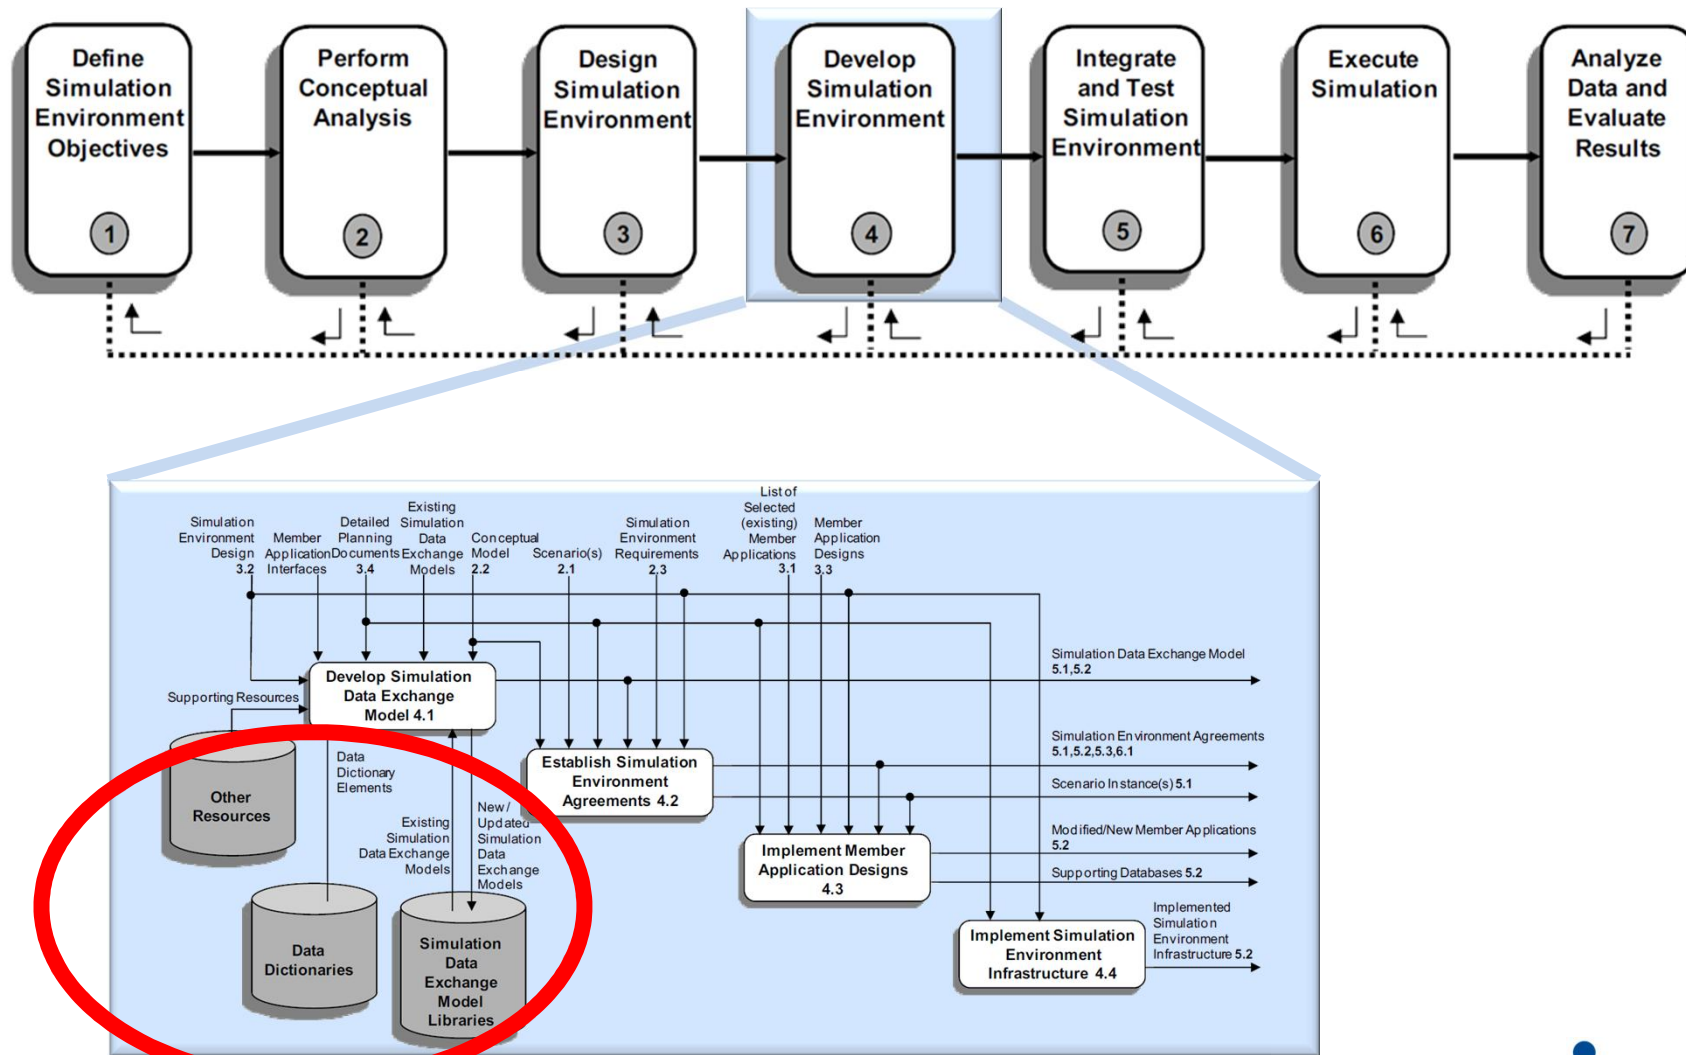 Define
Simulation
Environment
Objectives
1
Perform
Conceptual
Analysis
2
Design
Simulation
Environment
3
Develop
Simulation
Environment
4
Integrate
and Test
Simulation
Environment
5
Execute
Simulation
6
Analyze
Data and
Evaluate
Results
7
Simulation
Environment
Design
3.2
Member
Application
Interfaces
Detailed
Planning
Documents
3.4
Existing
Simulation
Data
Exchange
Models
Conceptual
Model
2.2
Scenario(s)
2.1
Simulation
Environment
Requirements
2.3
List of
Selected
(existing)
Member
Applications
3.1
Member
Application
Designs
3.3
Develop Simulation
Data Exchange
Model 4.1
Supporting Resources
Other
Resources
Data
Dictionary
Elements
Existing
Simulation
Data Exchange
Models
New /
Updated
Simulation
Data
Exchange
Models
Data
Dictionaries
Simulation
Data
Exchange
Model
Libraries
Establish Simulation
Environment
Agreements 4.2
Implement Member
Application Designs
4.3
Implement Simulation
Environment
Infrastructure 4.4
Simulation Data Exchange Model
5.1,5.2
Simulation Environment Agreements
5.1,5.2,5.3,6.1
Scenario Instance(s) 5.1
Modified/New Member Applications
5.2
Supporting Databases 5.2
Implemented
Simulation
Environment
Infrastructure 5.2